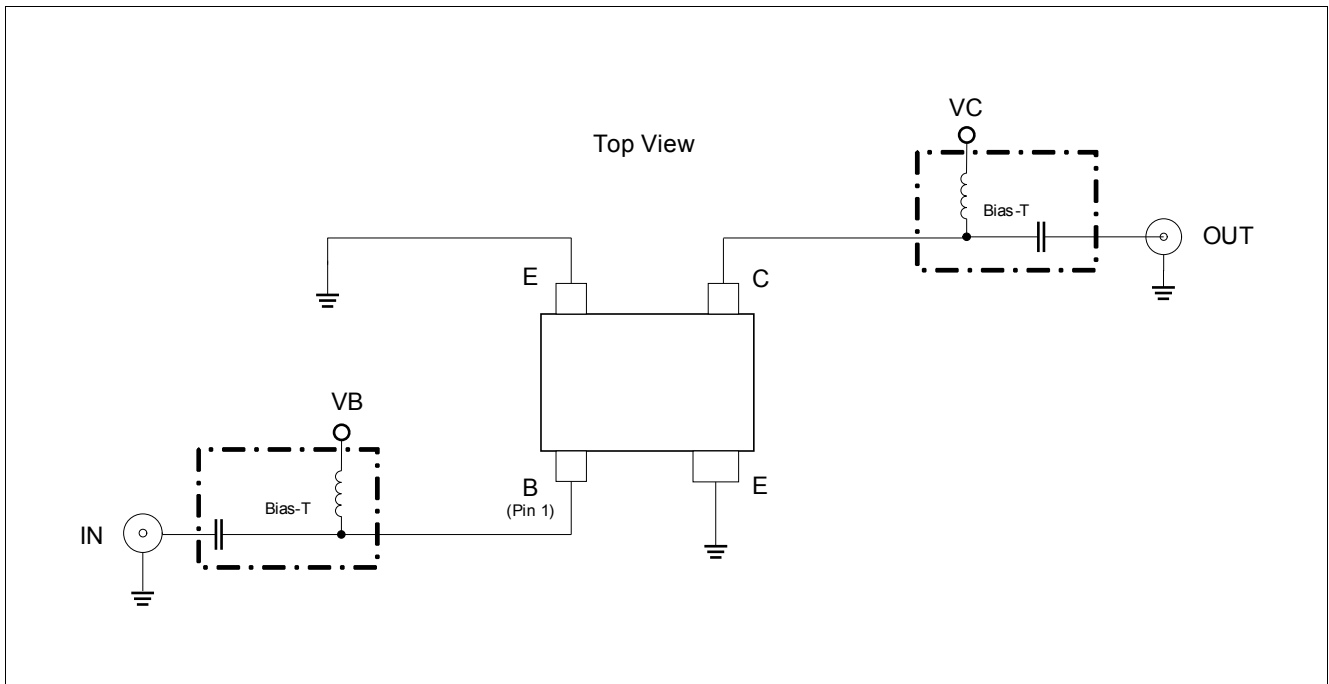 VC
Top View
Bias-T
OUT
E
C
VB
B
E
(Pin 1)
Bias-T
IN